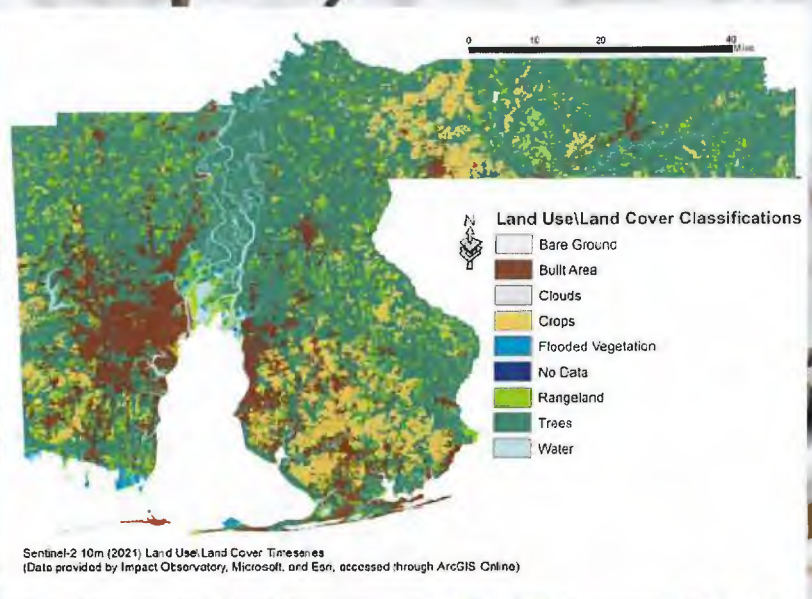 0 10 20 40
Miles
N
Land Use\Land Cover Classifications
Bare Ground
Built Area
Clouds
Crops
Flooded Vegetation
No Data
Rangeland
Trees
Water
Sentinel-2 10m (2021) Land Use\Land Cover Timeseries
(Data provided by Impact Observatory, Microsoft, and Esri, accessed through ArcGIS Online)